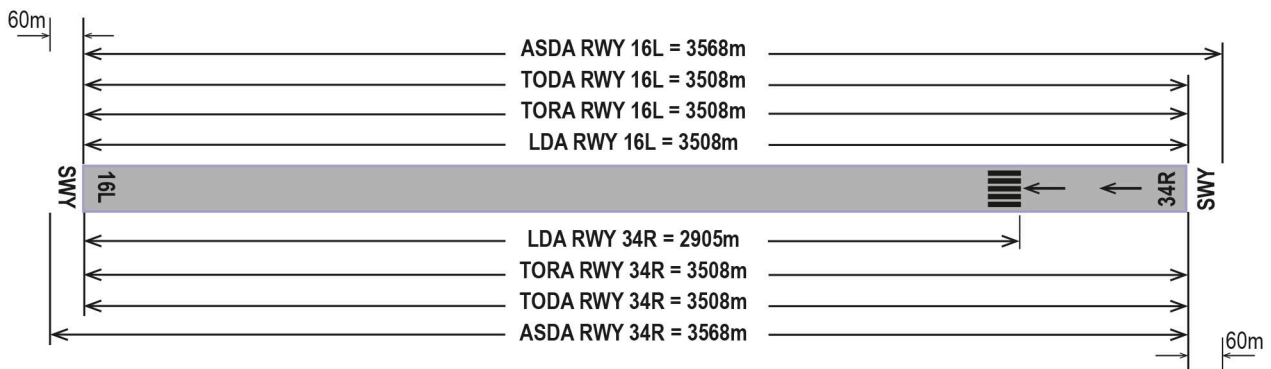 60m
ASDA RWY 16L = 3568m
TODA RWY 16L = 3508m
TORA RWY 16L = 3508m
LDA RWY 16L = 3508m
SWY
16L
34R
SWY
LDA RWY 34R = 2905m
TORA RWY 34R = 3508m
TODA RWY 34R = 3508m
ASDA RWY 34R = 3568m
60m